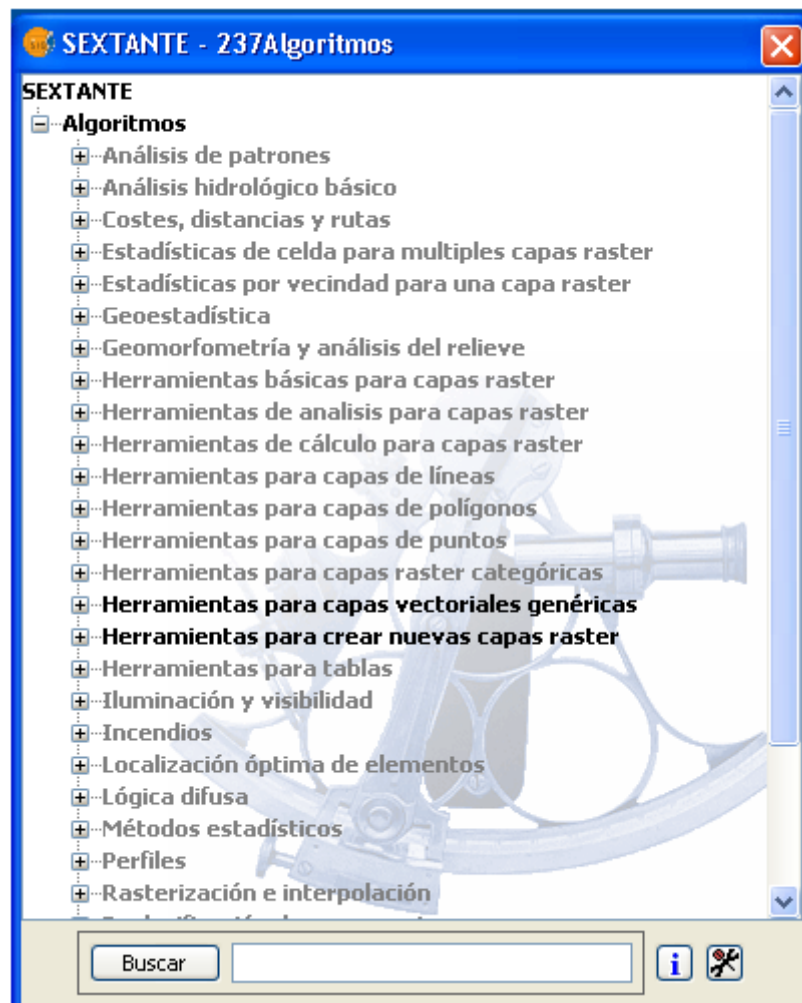 SEXTANTE - 237Algoritmos
SEXTANTE
Algoritmos
Análisis de patrones
Análisis hidrológico básico
Costes, distancias y rutas
Estadísticas de celda para multiples capas raster
Estadísticas por vecindad para una capa raster
Geoestadística
Geomorfometría y análisis del relieve
Herramientas básicas para capas raster
Herramientas de analisis para capas raster
Herramientas de cálculo para capas raster
Herramientas para capas de líneas
Herramientas para capas de polígonos
Herramientas para capas de puntos
Herramientas para capas raster categóricas
Herramientas para capas vectoriales genéricas
Herramientas para crear nuevas capas raster
Herramientas para tablas
Iluminación y visibilidad
Incendios
Localización óptima de elementos
Lógica difusa
Métodos estadísticos
Perfiles
Rasterización e interpolación
Buscar